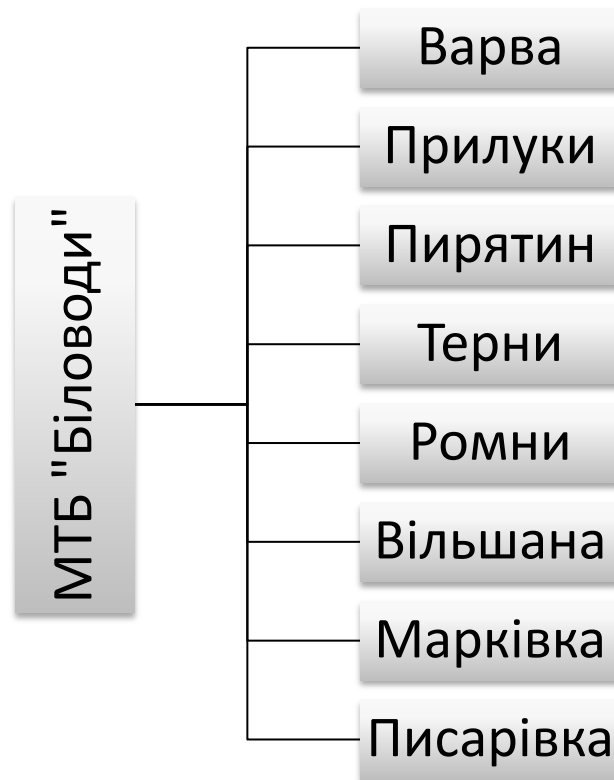 МТБ "Біловоди"
Варва
Прилуки
Пирятин
Терни
Ромни
Вільшана
Марківка
Писарівка